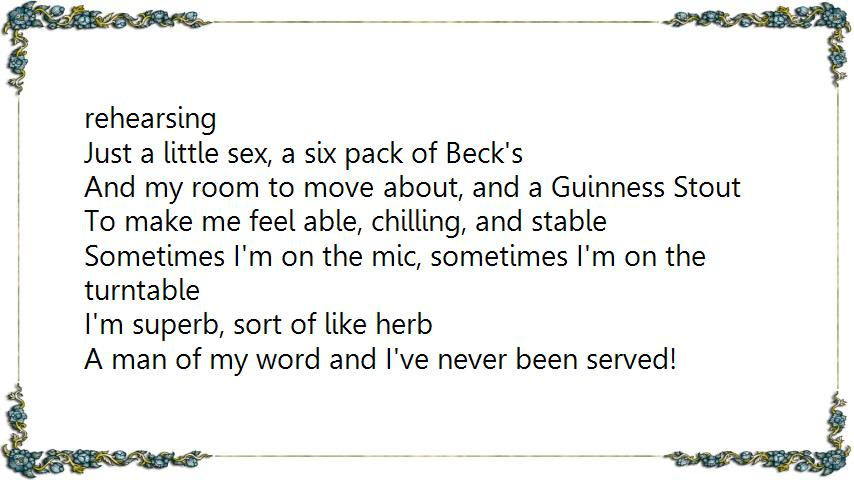 rehearsing
Just a little sex, a six pack of Beck's
And my room to move about, and a Guinness Stout
To make me feel able, chilling, and stable
Sometimes I'm on the mic, sometimes I'm on the
turntable
I'm superb, sort of like herb
A man of my word and I've never been served!